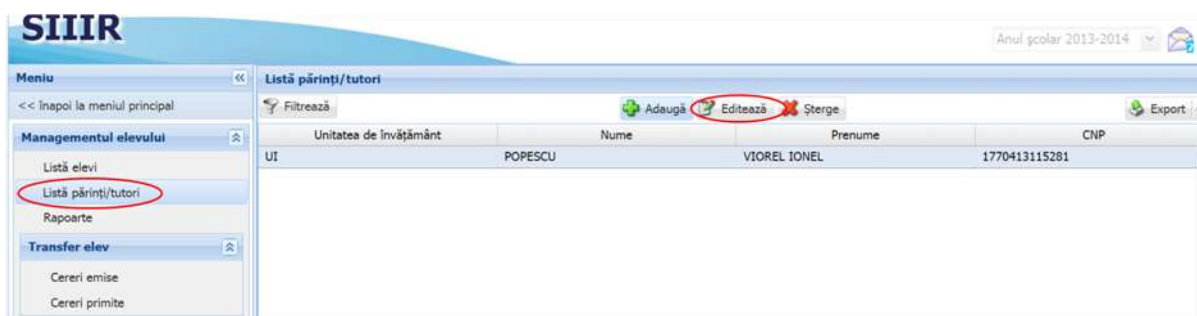 SIIIR
Anul școlar 2013-2014
Meniu
Listă părinți/tutori
<< înapoi la meniul principal
Filtrează
Adaugă
Editează
Șterge
Export
Managementul elevului
Unitatea de învățământ
Nume
Prenume
CNP
UI
POPESCU
VIOREL IONEL
1770413115281
Listă elevi
Listă părinți/tutori
Rapoarte
Transfer elev
Cereri emise
Cereri primite